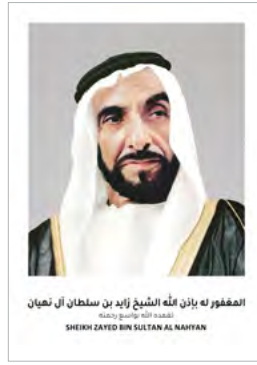 المغفور له بإذن الله الشيخ زايد بن سلطان آل نهيان
تغمده الله بواسع رحمته
SHEIKH ZAYED BIN SULTAN AL NAHYAN